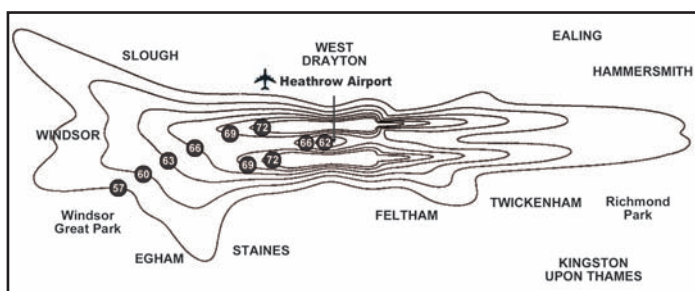 EALING
SLOUGH
WEST
DRAYTON
HAMMERSMITH
Heathrow Airport
72
69
WINDSOR
66
66
62
63
72
69
60
57
Windsor
Great Park
TWICKENHAM
Richmond
Park
FELTHAM
STAINES
EGHAM
KINGSTON
UPON THAMES